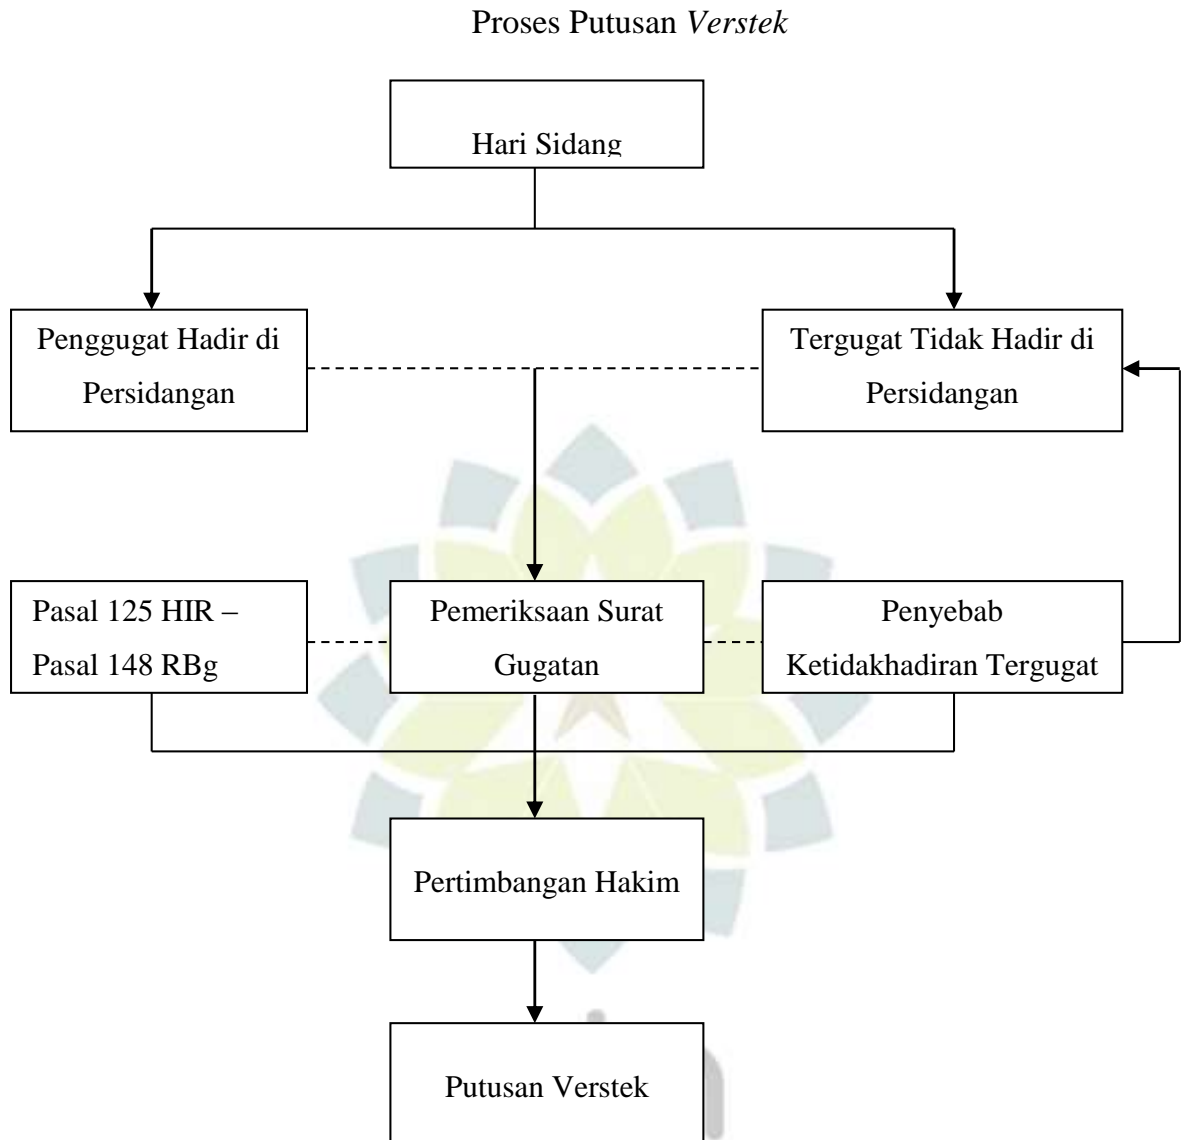 Proses Putusan Verstek
Hari Sidang
Penggugat Hadir di
Persidangan
Tergugat Tidak Hadir di
Persidangan
Pasal 125 HIR –
Pasal 148 RBg
Pemeriksaan Surat
Gugatan
Penyebab
Ketidakhadiran Tergugat
Pertimbangan Hakim
Putusan Verstek